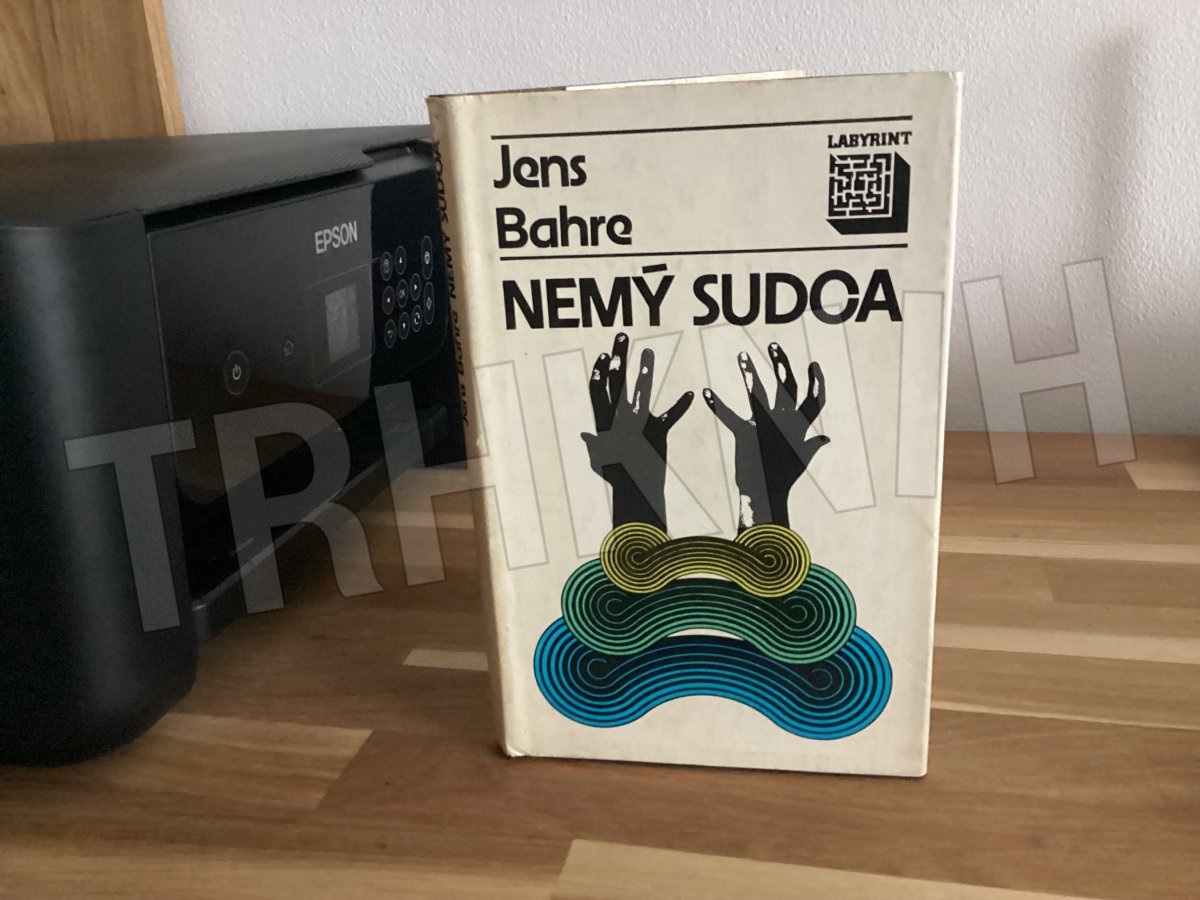 LABYRINT
Jens
Bahre
NEMÝ SUDCA
Jens Bahre NEMÝ SUDCA
EPSON
TRHKNIH